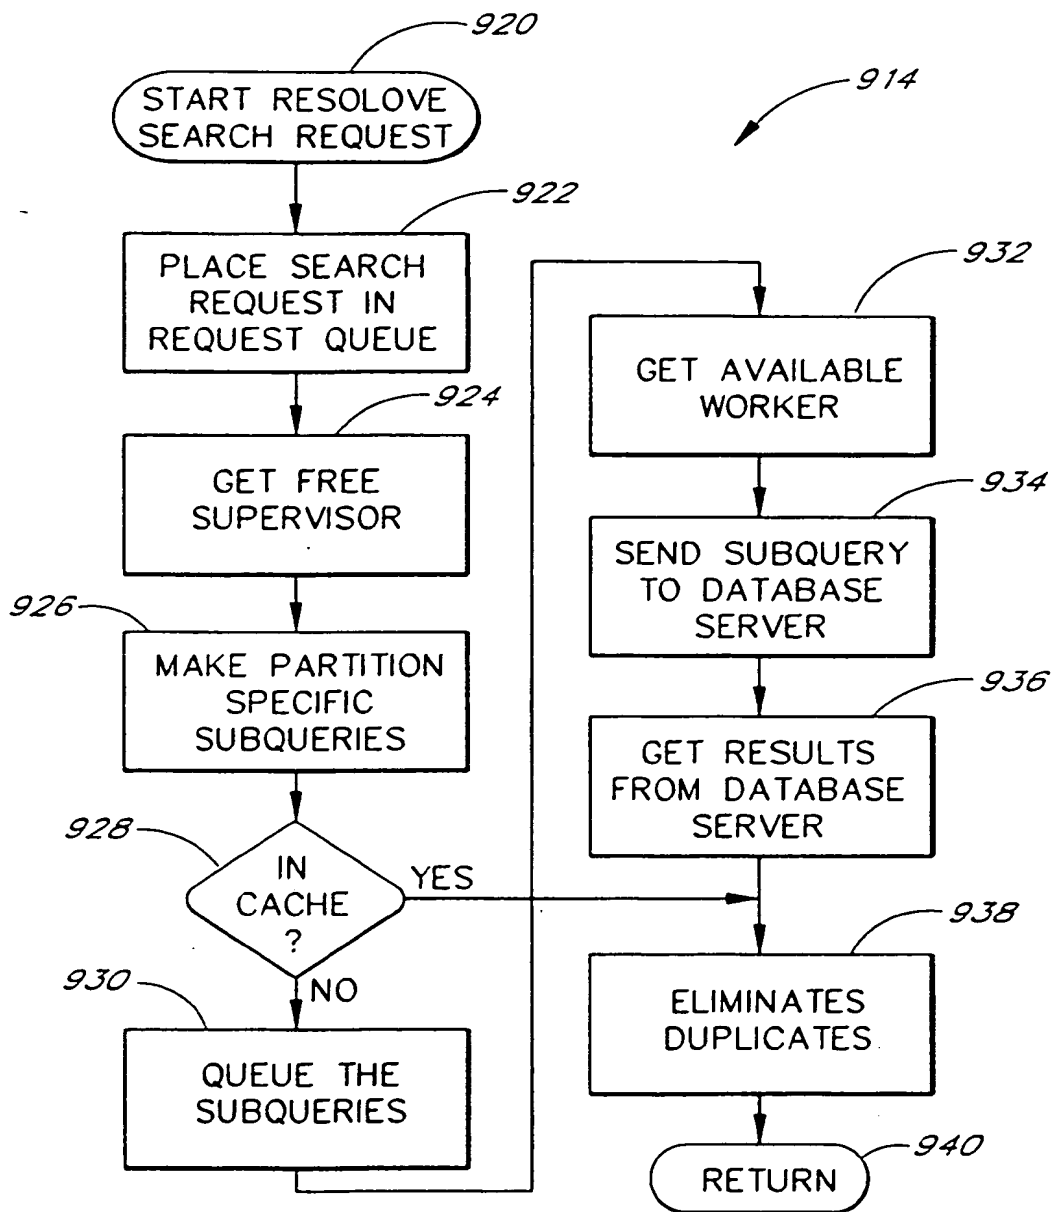 920
START RESOLOVE
SEARCH REQUEST
914
922
PLACE SEARCH
REQUEST IN
REQUEST QUEUE
924
GET FREE
SUPERVISOR
926
MAKE PARTITION
SPECIFIC
SUBQUERIES
928
IN
CACHE
?
YES
NO
930
QUEUE THE
SUBQUERIES
932
GET AVAILABLE
WORKER
934
SEND SUBQUERY
TO DATABASE
SERVER
936
GET RESULTS
FROM DATABASE
SERVER
938
ELIMINATES
DUPLICATES
940
RETURN